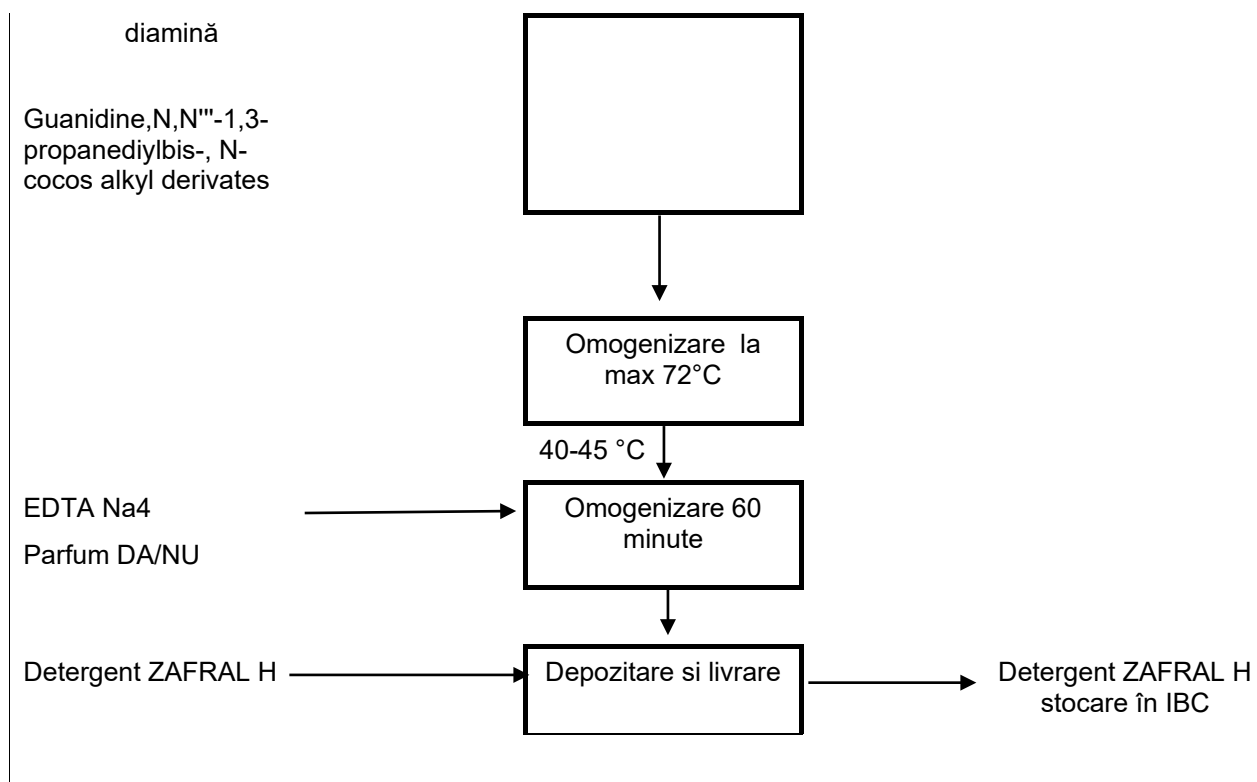 diamină
Guanidine,N,N'''-1,3-
propanediylbis-, N-
cocos alkyl derivates
Omogenizare la
max 72°C
40-45 °C
EDTA Na4
Parfum DA/NU
Omogenizare 60
minute
Detergent ZAFRAL H
Depozitare si livrare
Detergent ZAFRAL H
stocare în IBC